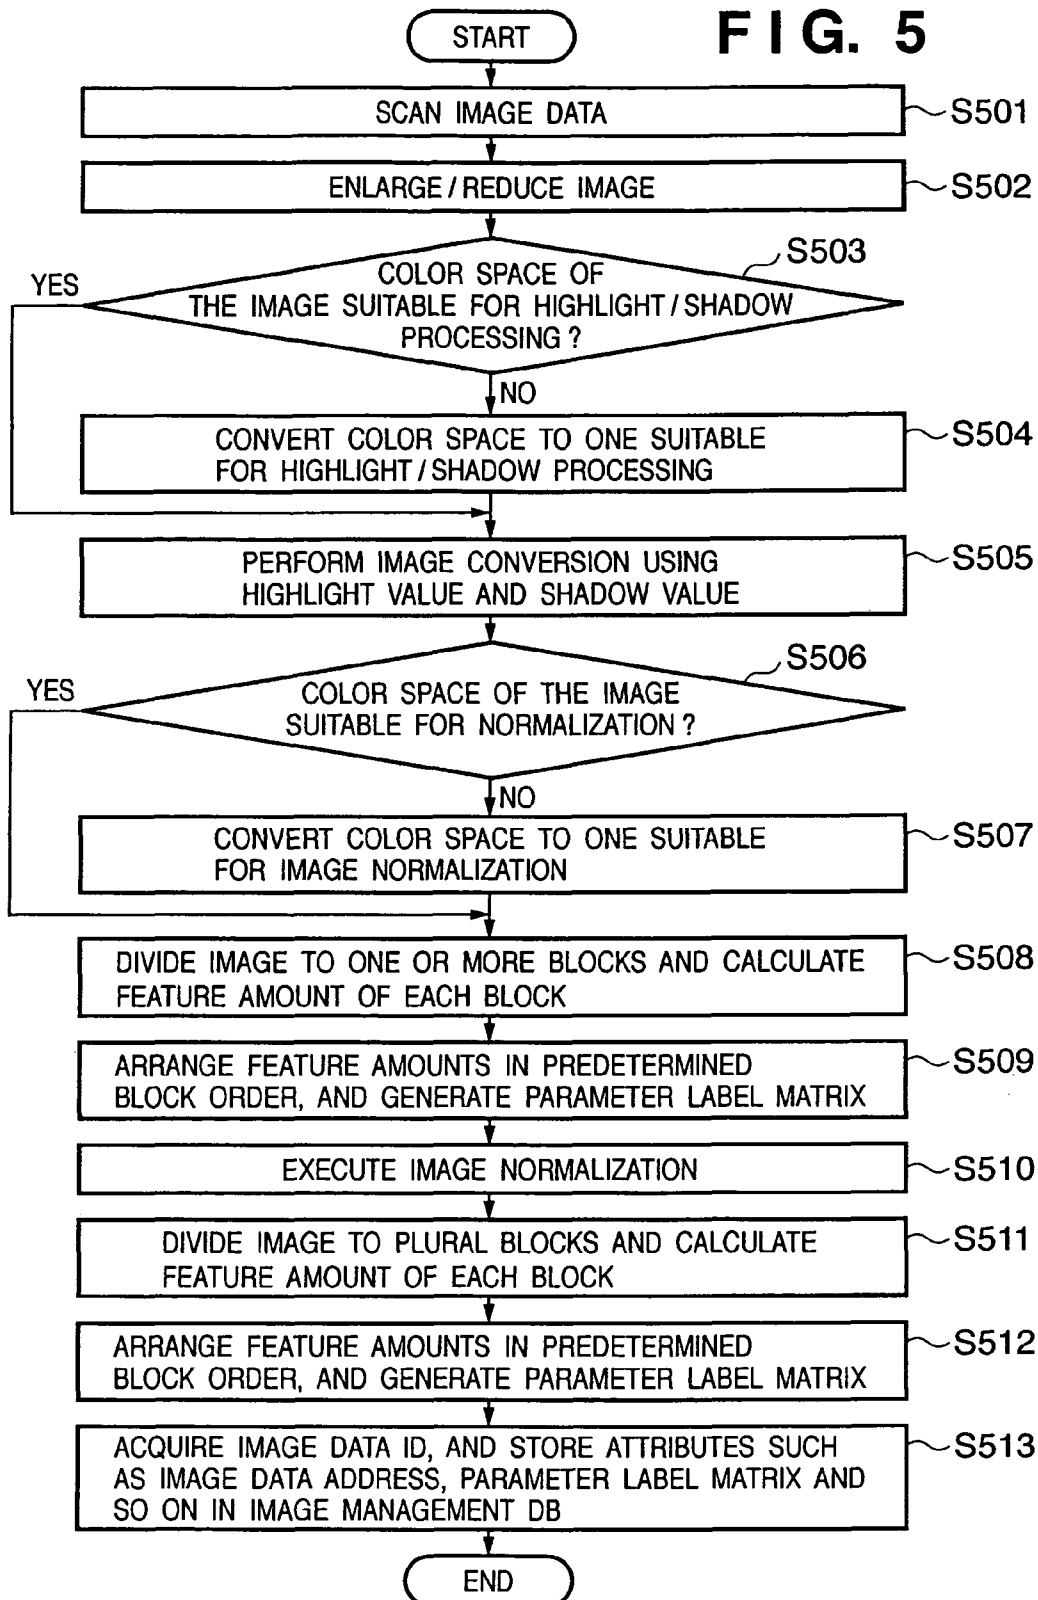 FIG. 5
START
SCAN IMAGE DATA
S501
ENLARGE/REDUCE IMAGE
S502
S503
YES
COLOR SPACE OF
THE IMAGE SUITABLE FOR HIGHLIGHT/SHADOW
PROCESSING?
NO
CONVERT COLOR SPACE TO ONE SUITABLE
FOR HIGHLIGHT/SHADOW PROCESSING
S504
PERFORM IMAGE CONVERSION USING
HIGHLIGHT VALUE AND SHADOW VALUE
S505
S506
YES
COLOR SPACE OF THE IMAGE
SUITABLE FOR NORMALIZATION?
NO
CONVERT COLOR SPACE TO ONE SUITABLE
FOR IMAGE NORMALIZATION
S507
DIVIDE IMAGE TO ONE OR MORE BLOCKS AND CALCULATE
FEATURE AMOUNT OF EACH BLOCK
S508
ARRANGE FEATURE AMOUNTS IN PREDETERMINED
BLOCK ORDER, AND GENERATE PARAMETER LABEL MATRIX
S509
EXECUTE IMAGE NORMALIZATION
S510
DIVIDE IMAGE TO PLURAL BLOCKS AND CALCULATE
FEATURE AMOUNT OF EACH BLOCK
S511
ARRANGE FEATURE AMOUNTS IN PREDETERMINED
BLOCK ORDER, AND GENERATE PARAMETER LABEL MATRIX
S512
ACQUIRE IMAGE DATA ID, AND STORE ATTRIBUTES SUCH
AS IMAGE DATA ADDRESS, PARAMETER LABEL MATRIX AND
SO ON IN IMAGE MANAGEMENT DB
S513
END